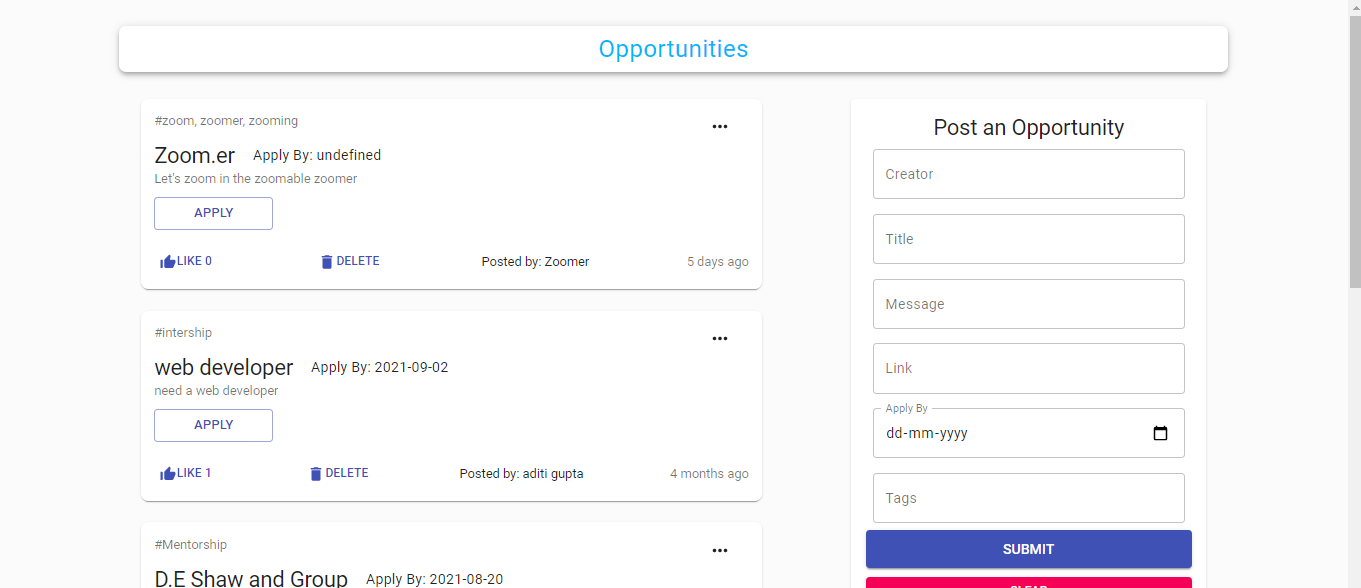 Opportunities
#zoom, zoomer, zooming
Zoom.er Apply By: undefined
Let's zoom in the zoomable zoomer
APPLY
LIKE 0 DELETE Posted by: Zoomer 5 days ago
#intership
web developer Apply By: 2021-09-02
need a web developer
APPLY
LIKE 1 DELETE Posted by: aditi gupta 4 months ago
#Mentorship
D.E Shaw and Group Apply By: 2021-08-20
Post an Opportunity
Creator
Title
Message
Link
Apply By
dd-mm-yyyy
Tags
SUBMIT
CLEAR